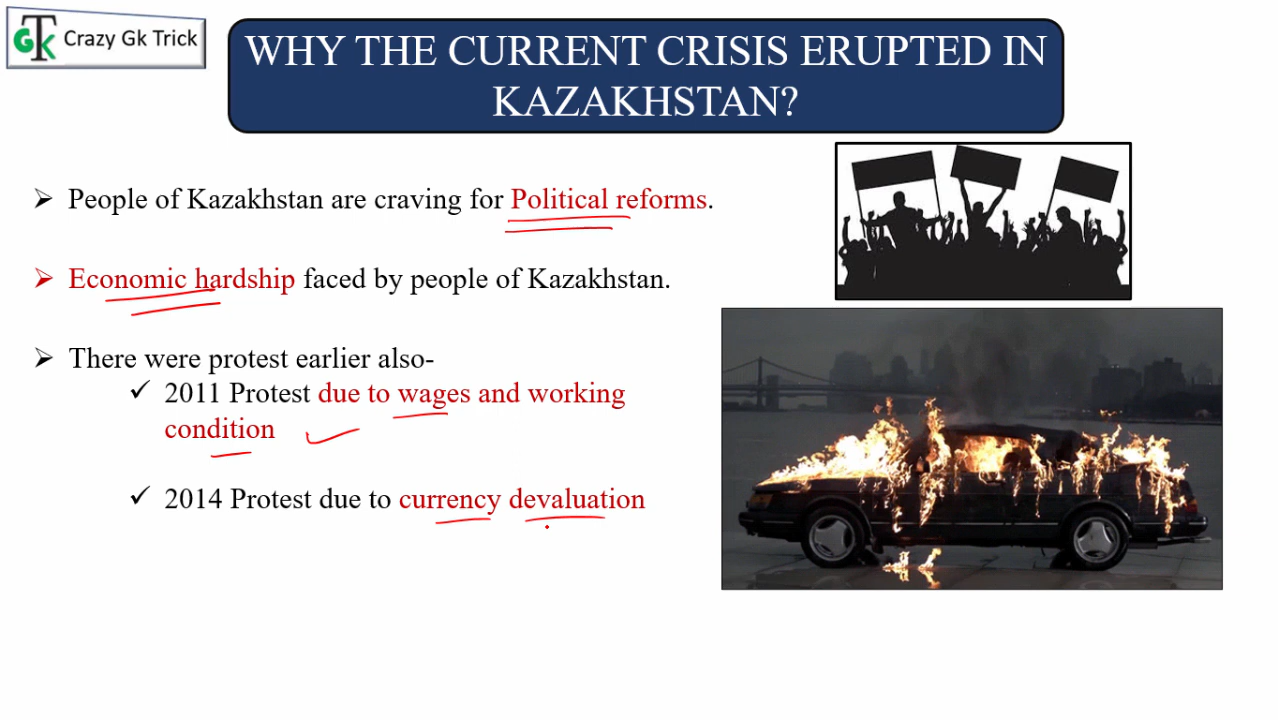 GTK Crazy Gk Trick
WHY THE CURRENT CRISIS ERUPTED IN
KAZAKHSTAN?
People of Kazakhstan are craving for Political reforms.
Economic hardship faced by people of Kazakhstan.
There were protest earlier also-
2011 Protest due to wages and working
condition
2014 Protest due to currency devaluation